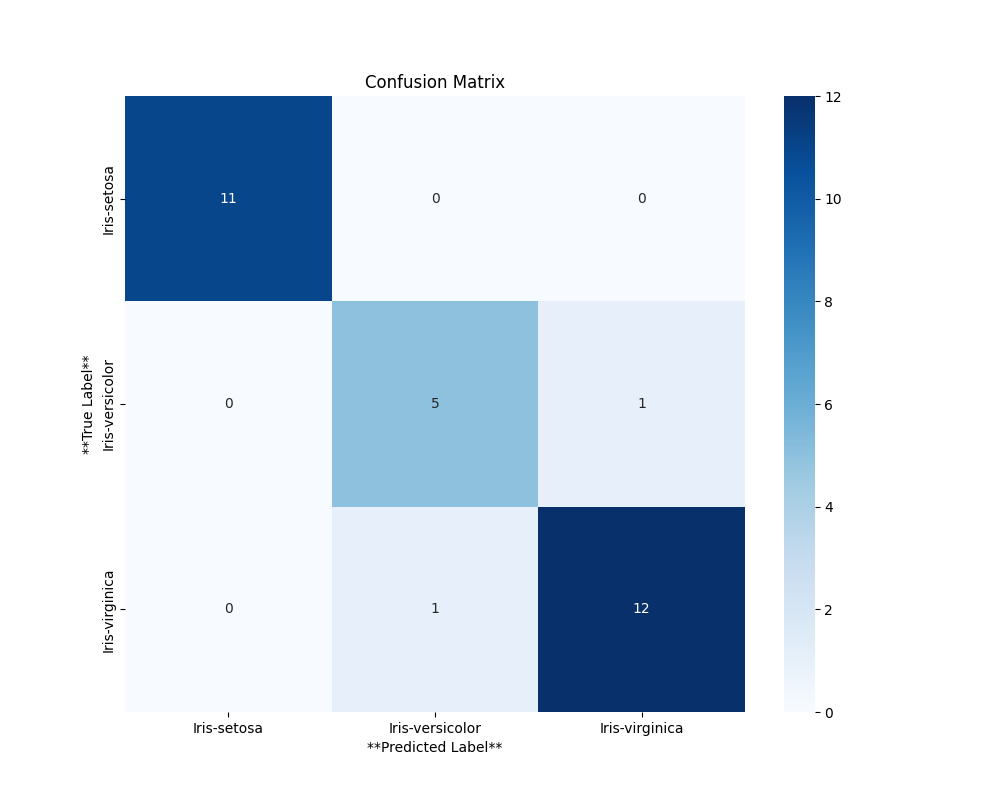 Confusion Matrix
12
Iris-setosa
11 0 0
10
8
**True Label**
Iris-versicolor
0 5 1
6
4
Iris-virginica
0 1 12
2
0
Iris-setosa Iris-versicolor Iris-virginica
**Predicted Label**